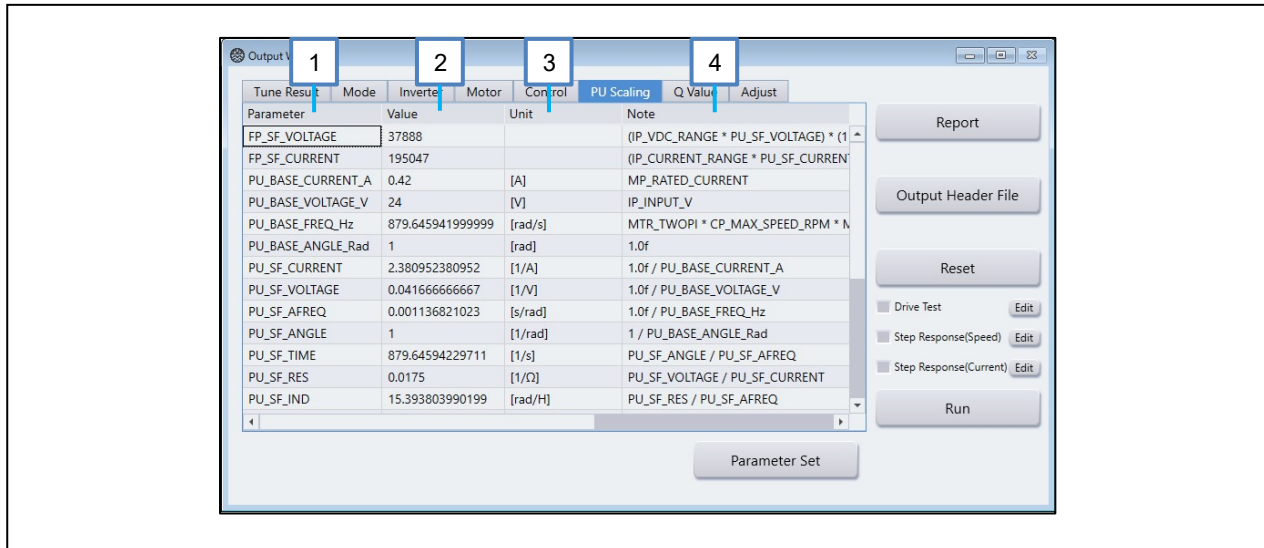 1 2 3 4
Output
Tune Result Mode Inverter Motor Control PU Scaling Q Value Adjust
Parameter Value Unit Note
FP_SF_VOLTAGE 37888 (IP_VDC_RANGE * PU_SF_VOLTAGE) * (1
FP_SF_CURRENT 195047 (IP_CURRENT_RANGE * PU_SF_CURREN
PU_BASE_CURRENT_A 0.42 [A] MP_RATED_CURRENT
PU_BASE_VOLTAGE_V 24 [V] IP_INPUT_V
PU_BASE_FREQ_Hz 879.645941999999 [rad/s] MTR_TWOPI * CP_MAX_SPEED_RPM * M
PU_BASE_ANGLE_Rad 1 [rad] 1.0f
PU_SF_CURRENT 2.380952380952 [1/A] 1.0f / PU_BASE_CURRENT_A
PU_SF_VOLTAGE 0.041666666667 [1/V] 1.0f / PU_BASE_VOLTAGE_V
PU_SF_AFREQ 0.001136821023 [s/rad] 1.0f / PU_BASE_FREQ_Hz
PU_SF_ANGLE 1 [1/rad] 1 / PU_BASE_ANGLE_Rad
PU_SF_TIME 879.64594229711 [1/s] PU_SF_ANGLE / PU_SF_AFREQ
PU_SF_RES 0.0175 [1/Ω] PU_SF_VOLTAGE / PU_SF_CURRENT
PU_SF_IND 15.393803990199 [rad/H] PU_SF_RES / PU_SF_AFREQ
Report
Output Header File
Reset
Drive Test Edit
Step Response(Speed) Edit
Step Response(Current) Edit
Run
Parameter Set